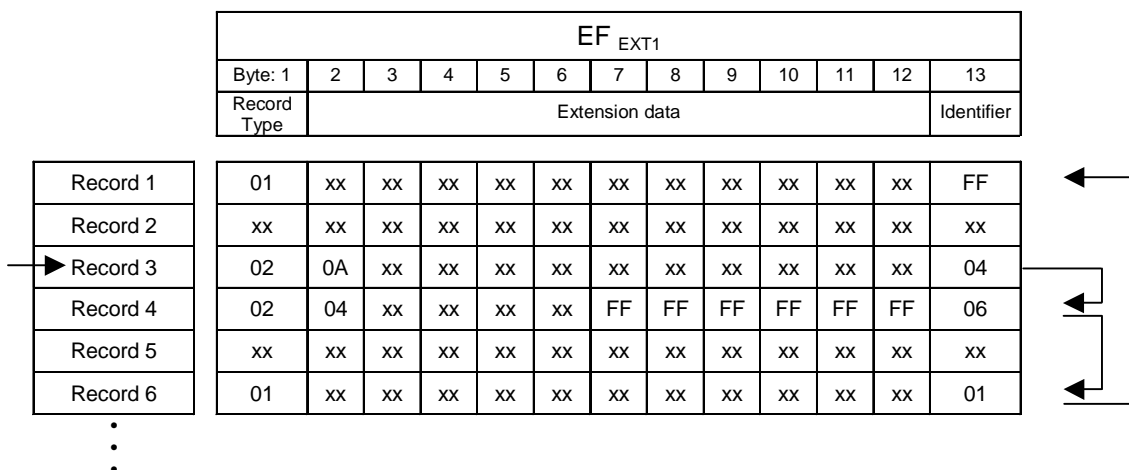 EF EXT1
Byte: 1 2 3 4 5 6 7 8 9 10 11 12 13
Record Type Extension data Identifier
Record 1 01 xx xx xx xx xx xx xx xx xx xx xx FF
Record 2 xx xx xx xx xx xx xx xx xx xx xx xx xx
Record 3 02 0A xx xx xx xx xx xx xx xx xx xx 04
Record 4 02 04 xx xx xx xx FF FF FF FF FF FF 06
Record 5 xx xx xx xx xx xx xx xx xx xx xx xx xx
Record 6 01 xx xx xx xx xx xx xx xx xx xx xx 01